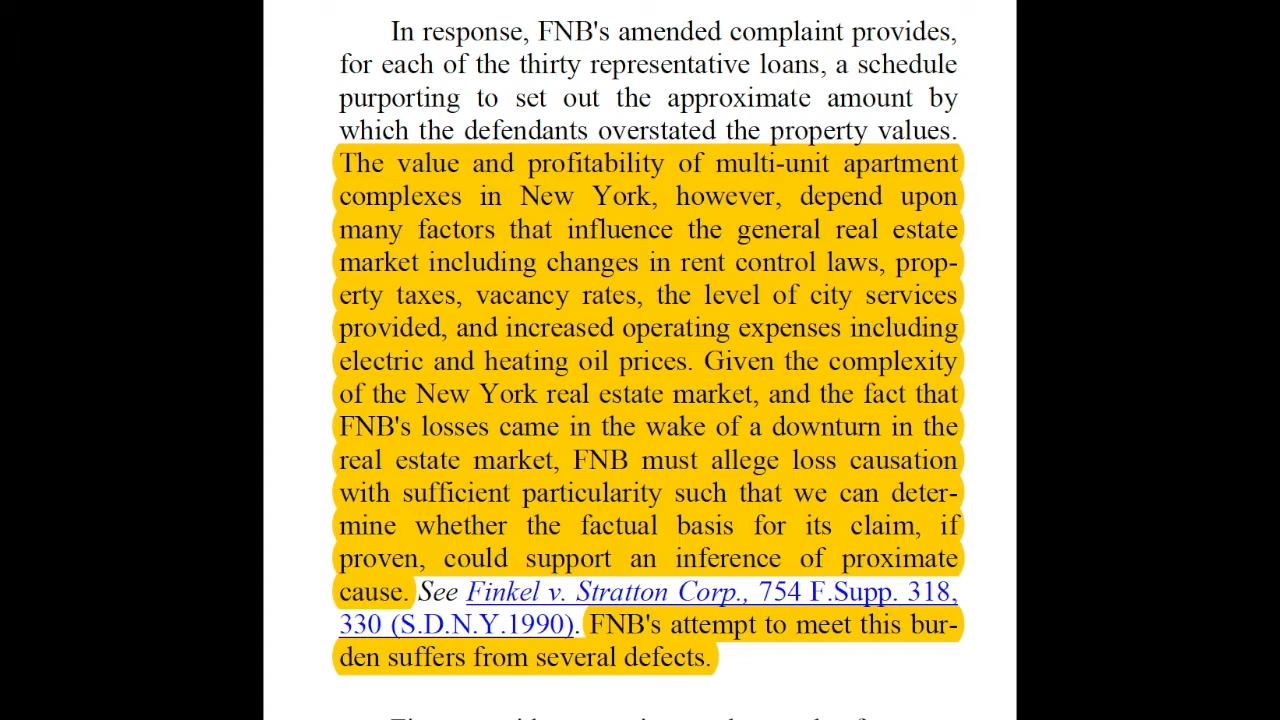 In response, FNB's amended complaint provides,
for each of the thirty representative loans, a schedule
purporting to set out the approximate amount by
which the defendants overstated the property values.
The value and profitability of multi-unit apartment
complexes in New York, however, depend upon
many factors that influence the general real estate
market including changes in rent control laws, prop-
erty taxes, vacancy rates, the level of city services
provided, and increased operating expenses including
electric and heating oil prices. Given the complexity
of the New York real estate market, and the fact that
FNB's losses came in the wake of a downturn in the
real estate market, FNB must allege loss causation
with sufficient particularity such that we can deter-
mine whether the factual basis for its claim, if
proven, could support an inference of proximate
cause. See Finkel v. Stratton Corp., 754 F.Supp. 318,
330 (S.D.N.Y.1990). FNB's attempt to meet this bur-
den suffers from several defects.